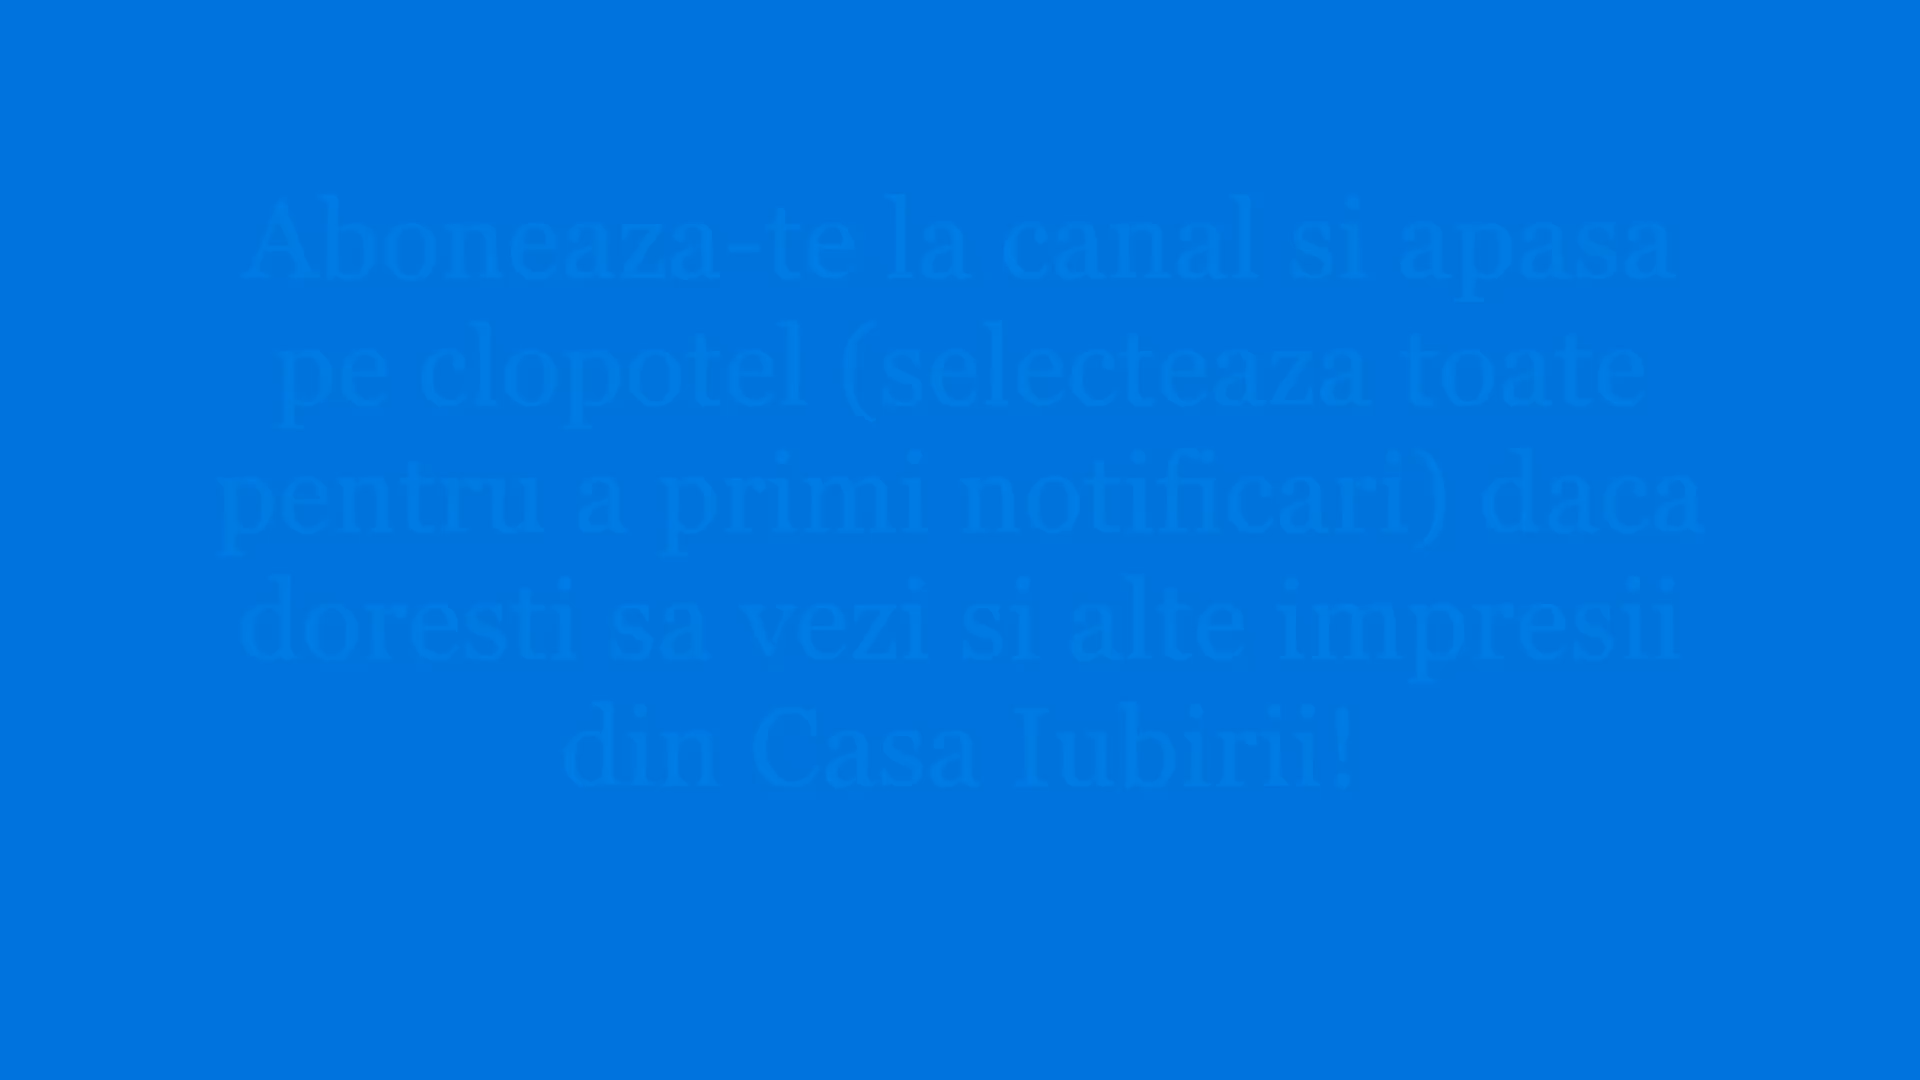 Aboneaza-te la canal si apasa
pe clopotel (selecteaza toate
pentru a primi notificari) daca
doresti sa vezi si alte impresii
din Casa Iubirii!